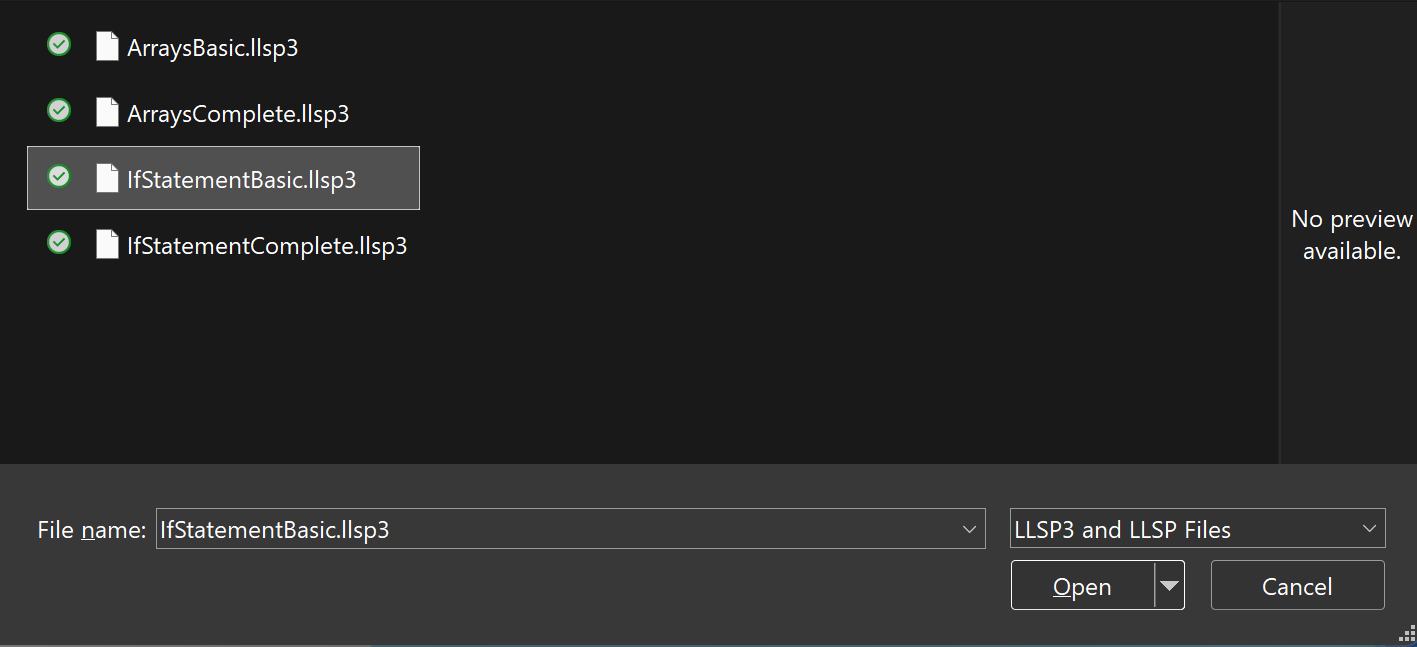 ArraysBasic.llsp3
ArraysComplete.llsp3
IfStatementBasic.llsp3
IfStatementComplete.llsp3
No preview
available.
File name: IfStatementBasic.llsp3 LLSP3 and LLSP Files
Open Cancel